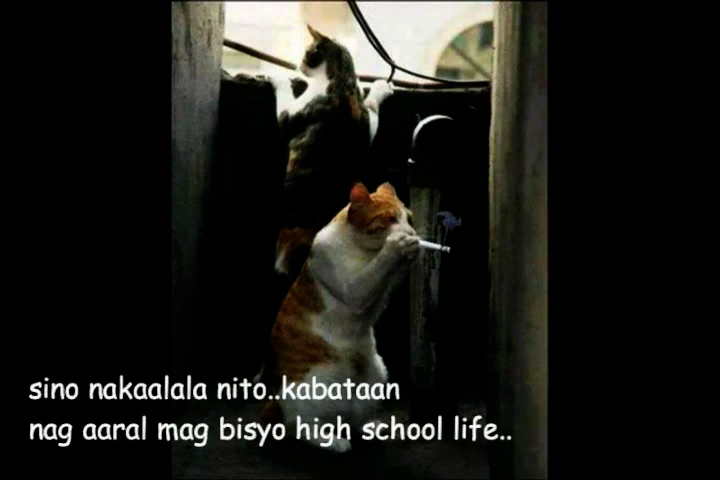 sino nakaalala nito..kabataan
nag aaral mag bisyo high school life..